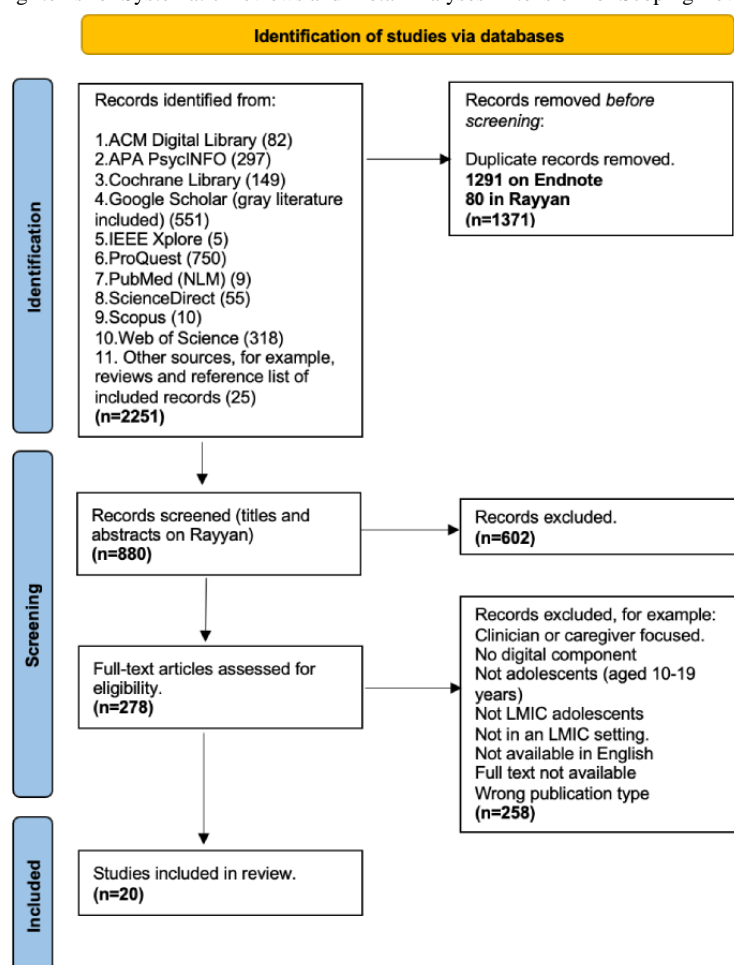 Identification of studies via databases
Identification
Records identified from:
1.ACM Digital Library (82)
2.APA PsycINFO (297)
3.Cochrane Library (149)
4.Google Scholar (gray literature
included) (551)
5.IEEE Xplore (5)
6.ProQuest (750)
7.PubMed (NLM) (9)
8.ScienceDirect (55)
9.Scopus (10)
10.Web of Science (318)
11. Other sources, for example,
reviews and reference list of
included records (25)
(n=2251)
Records removed before
screening:
Duplicate records removed.
1291 on Endnote
80 in Rayyan
(n=1371)
Screening
Records screened (titles and
abstracts on Rayyan)
(n=880)
Records excluded.
(n=602)
Full-text articles assessed for
eligibility.
(n=278)
Records excluded, for example:
Clinician or caregiver focused.
No digital component
Not adolescents (aged 10-19
years)
Not LMIC adolescents
Not in an LMIC setting.
Not available in English
Full text not available
Wrong publication type
(n=258)
Included
Studies included in review.
(n=20)